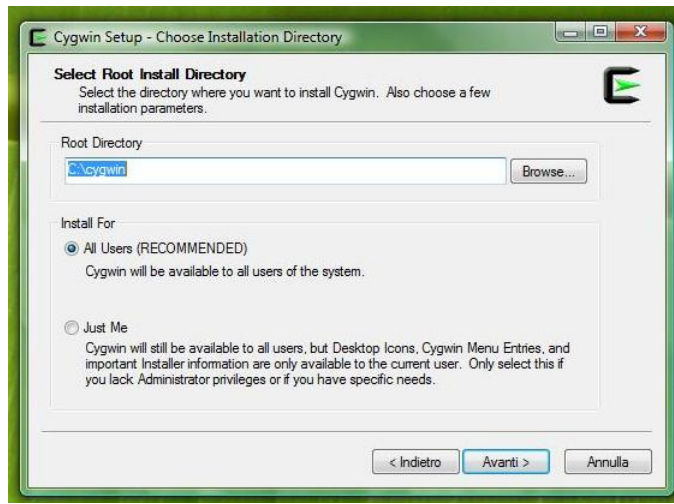 Cygwin Setup - Choose Installation Directory
Select Root Install Directory
Select the directory where you want to install Cygwin. Also choose a few
installation parameters.
Root Directory
C:\cygwin
Browse...
Install For
All Users (RECOMMENDED)
Cygwin will be available to all users of the system.
Just Me
Cygwin will still be available to all users, but Desktop Icons, Cygwin Menu Entries, and
important Installer information are only available to the current user. Only select this if
you lack Administrator privileges or if you have specific needs.
< Indietro
Avanti >
Annulla